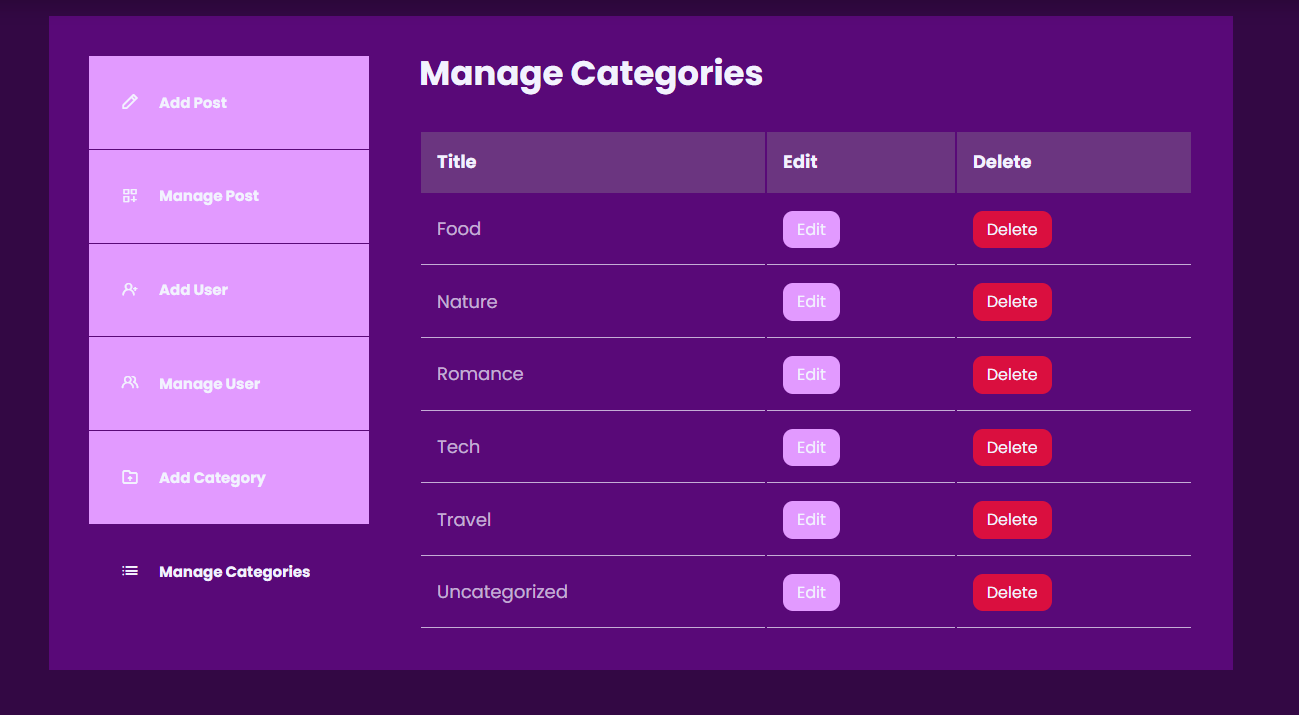 Add Post
Manage Post
Add User
Manage User
Add Category
Manage Categories
Manage Categories
Title Edit Delete
Food Edit Delete
Nature Edit Delete
Romance Edit Delete
Tech Edit Delete
Travel Edit Delete
Uncategorized Edit Delete